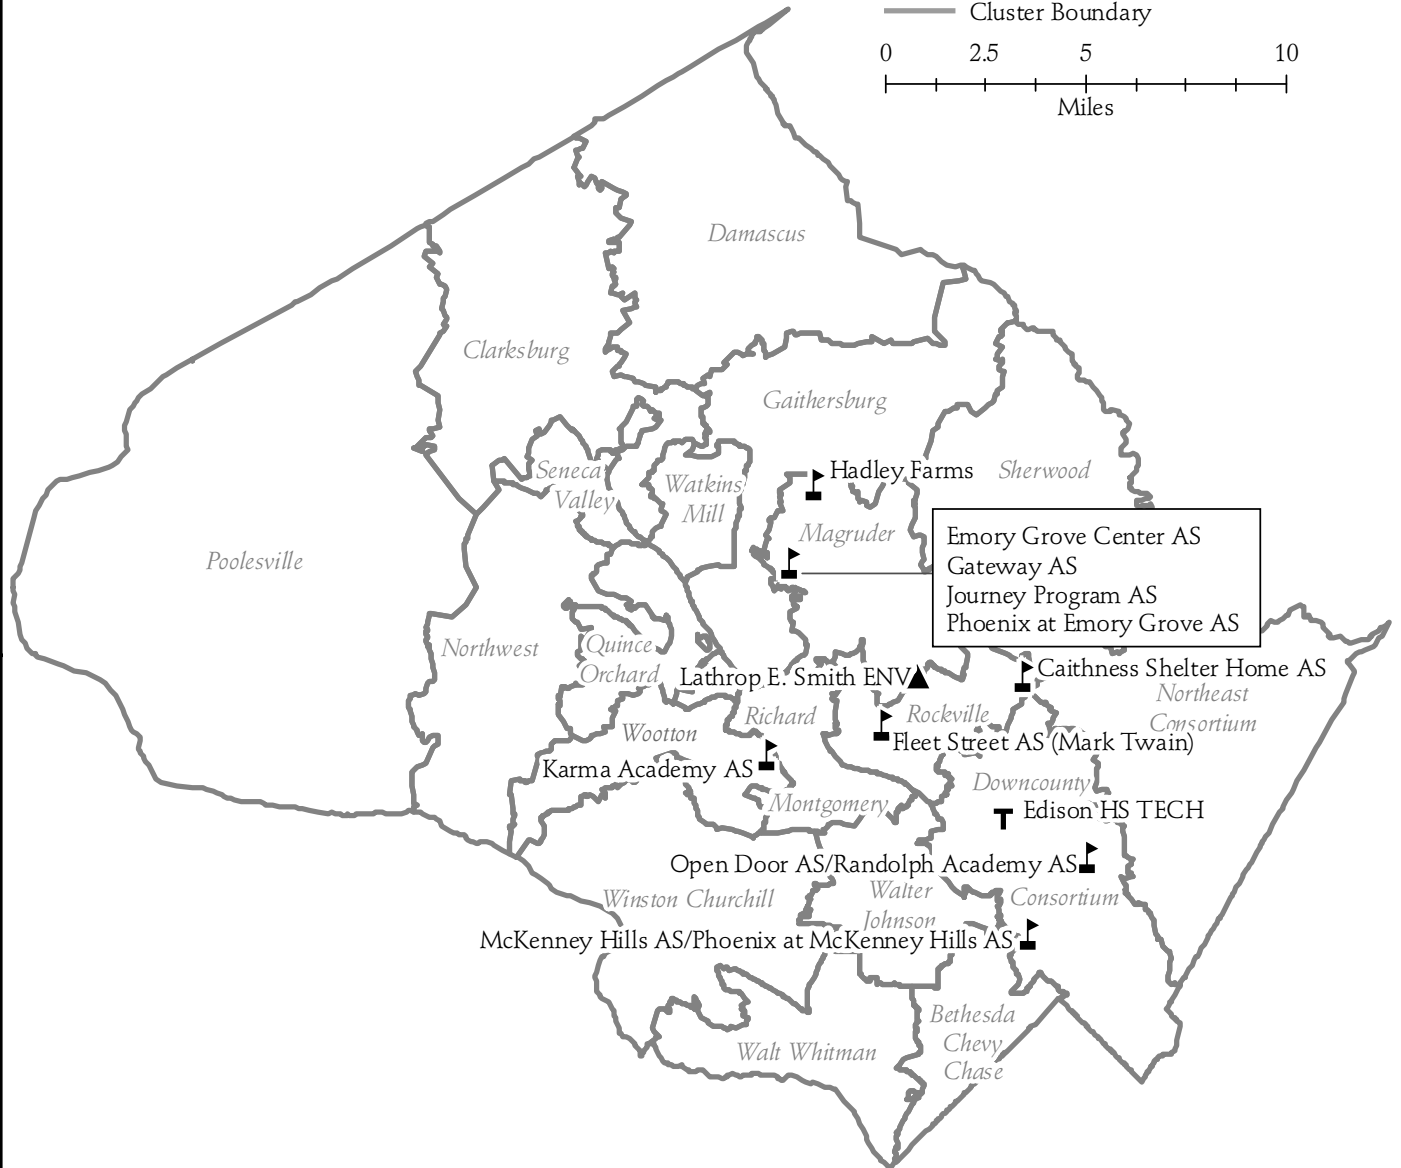 Cluster Boundary
0 2.5 5 10
Miles
Damascus
Clarksburg
Gaithersburg
Hadley Farms
Sherwood
Seneca
Valley
Watkins
Mill
Magruder
Emory Grove Center AS
Gateway AS
Journey Program AS
Phoenix at Emory Grove AS
Poolesville
Northwest
Quince
Orchard
Lathrop E. Smith ENV
Caithness Shelter Home AS
Northeast
Consortium
Richard
Rockville
Wootton
Fleet Street AS (Mark Twain)
Karma Academy AS
Downcounty
Montgomery
Edison HS TECH
Open Door AS/Randolph Academy AS
Winston Churchill
Walter
Johnson
Consortium
McKenney Hills AS/Phoenix at McKenney Hills AS
Bethesda
Chevy
Chase
Walt Whitman